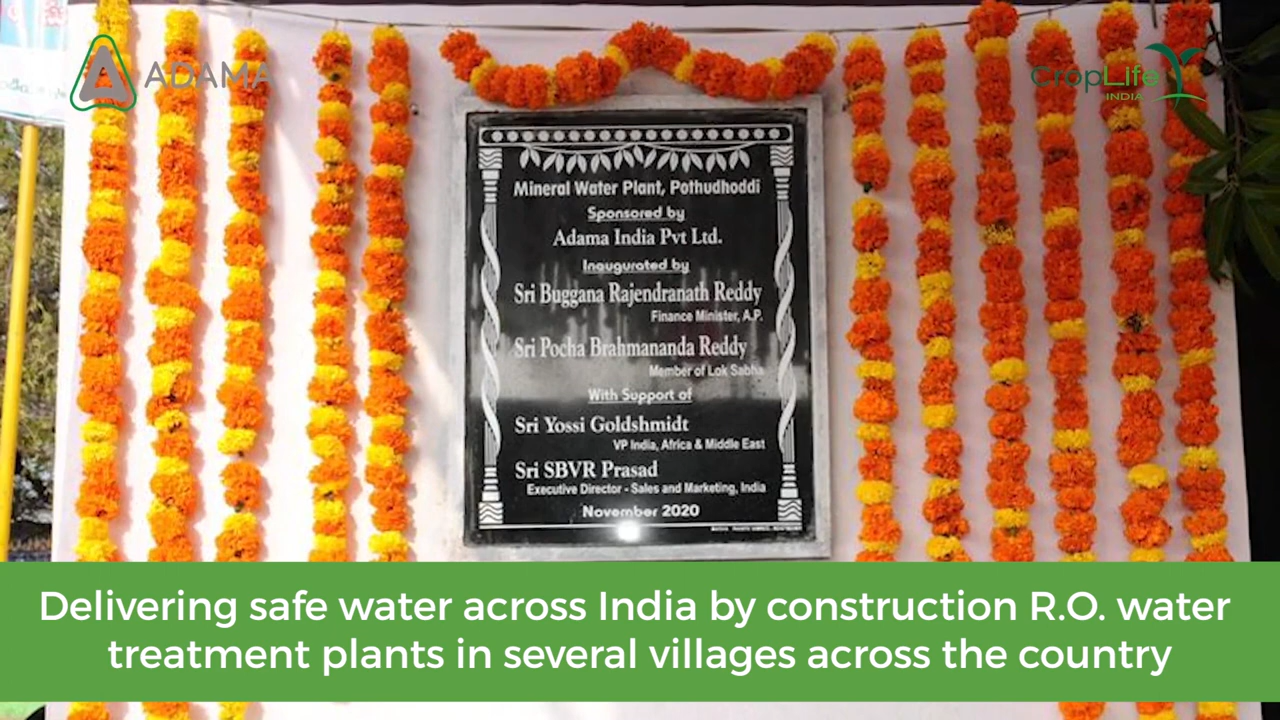 ADAMA
CropLife
INDIA
Mineral Water Plant, Pothudhoddi
Sponsored by
Adama India Pvt Ltd.
Inaugurated by
Sri Buggana Rajendranath Reddy
Finance Minister, A.P.
Sri Pocha Brahmananda Reddy
Member of Lok Sabha
With Support of
Sri Yossi Goldshmidt
VP India, Africa & Middle East
Sri SBVR Prasad
Executive Director - Sales and Marketing, India
November 2020
Delivering safe water across India by construction R.O. water
treatment plants in several villages across the country